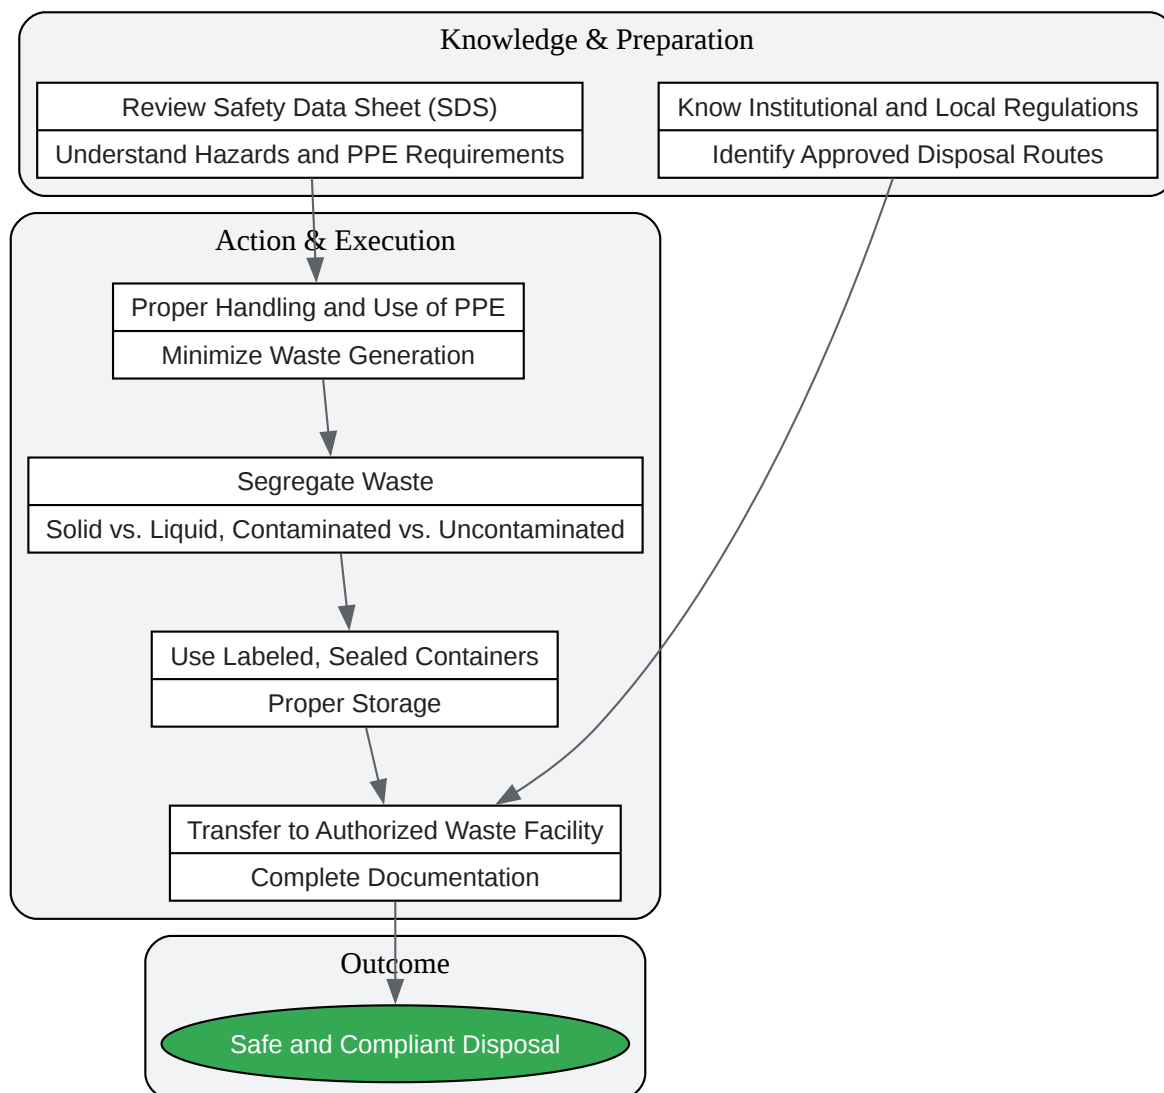 Knowledge & Preparation
Review Safety Data Sheet (SDS)
Understand Hazards and PPE Requirements
Know Institutional and Local Regulations
Identify Approved Disposal Routes
Action & Execution
Proper Handling and Use of PPE
Minimize Waste Generation
Segregate Waste
Solid vs. Liquid, Contaminated vs. Uncontaminated
Use Labeled, Sealed Containers
Proper Storage
Transfer to Authorized Waste Facility
Complete Documentation
Outcome
Safe and Compliant Disposal